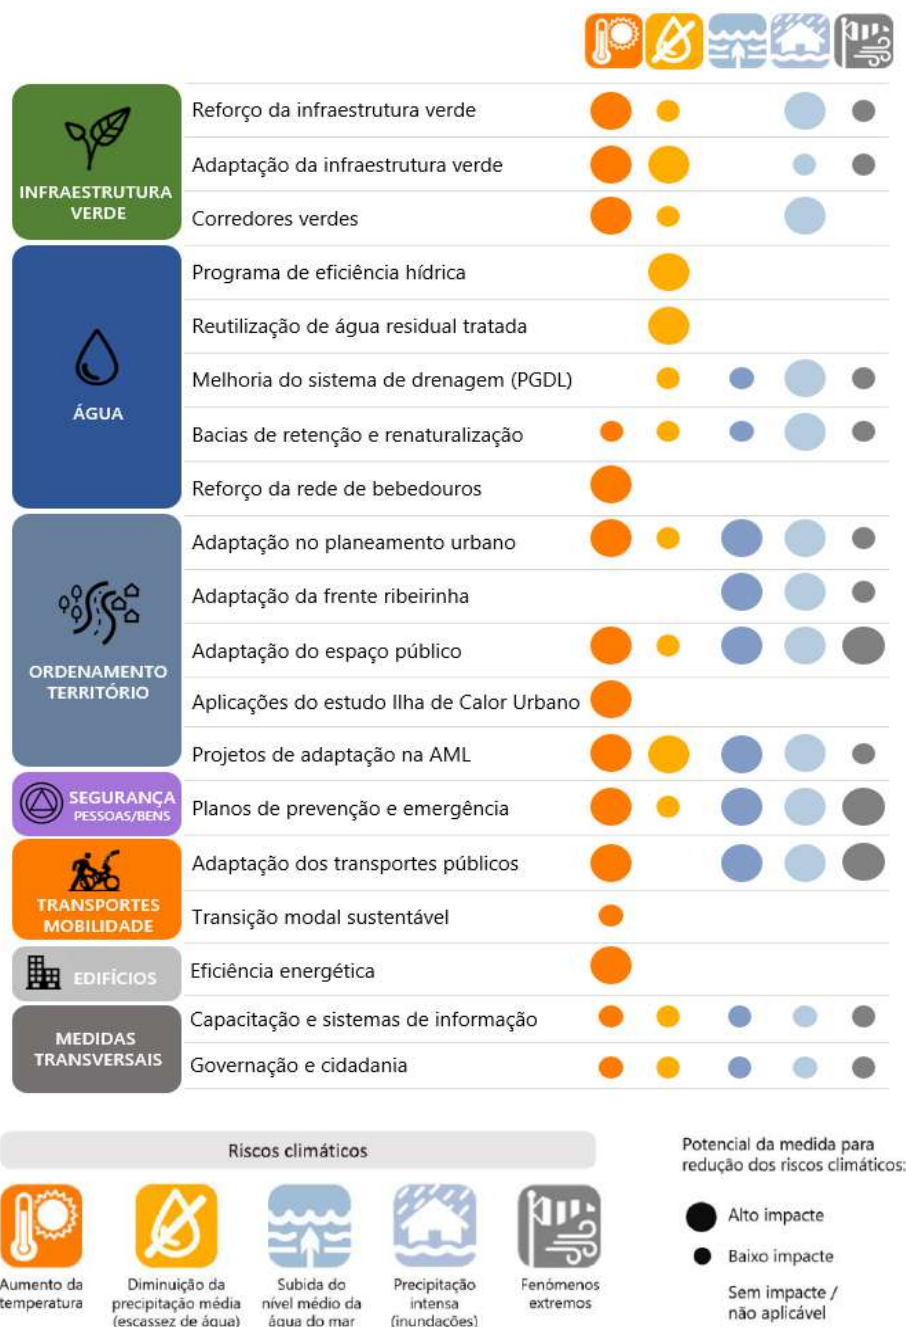 INFRAESTRUTURA
VERDE
Reforço da infraestrutura verde
Adaptação da infraestrutura verde
Corredores verdes
ÁGUA
Programa de eficiência hídrica
Reutilização de água residual tratada
Melhoria do sistema de drenagem (PGDL)
Bacias de retenção e renaturalização
Reforço da rede de bebedouros
ORDENAMENTO
TERRITÓRIO
Adaptação no planeamento urbano
Adaptação da frente ribeirinha
Adaptação do espaço público
Aplicações do estudo Ilha de Calor Urbano
Projetos de adaptação na AML
SEGURANÇA
PESSOAS/BENS
Planos de prevenção e emergência
TRANSPORTES
MOBILIDADE
Adaptação dos transportes públicos
Transição modal sustentável
EDIFÍCIOS
Eficiência energética
MEDIDAS
TRANSVERSAIS
Capacitação e sistemas de informação
Governação e cidadania
Riscos climáticos
Aumento da
temperatura
Diminuição da
precipitação média
(escassez de água)
Subida do
nível médio da
água do mar
Precipitação
intensa
(inundações)
Fenómenos
extremos
Potencial da medida para
redução dos riscos climáticos:
Alto impacte
Baixo impacte
Sem impacte /
não aplicável